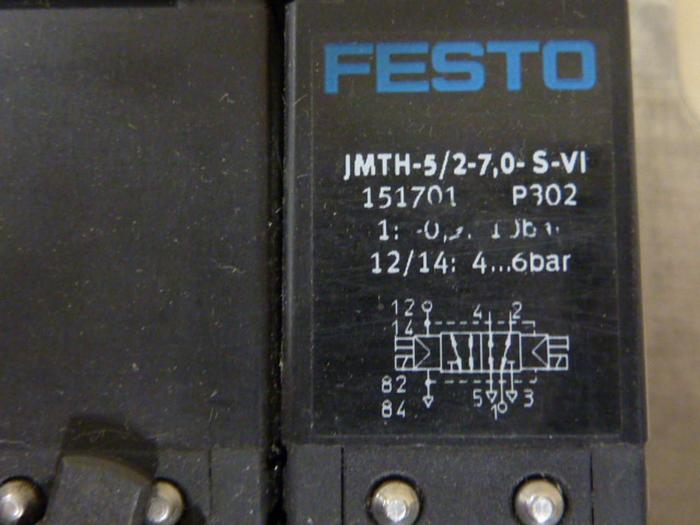 FESTO
JMTH-5/2-7,0- S-VI
151701 P302
1:
12/14: 4...6bar
12 4 2
14
82 5 3
84 1